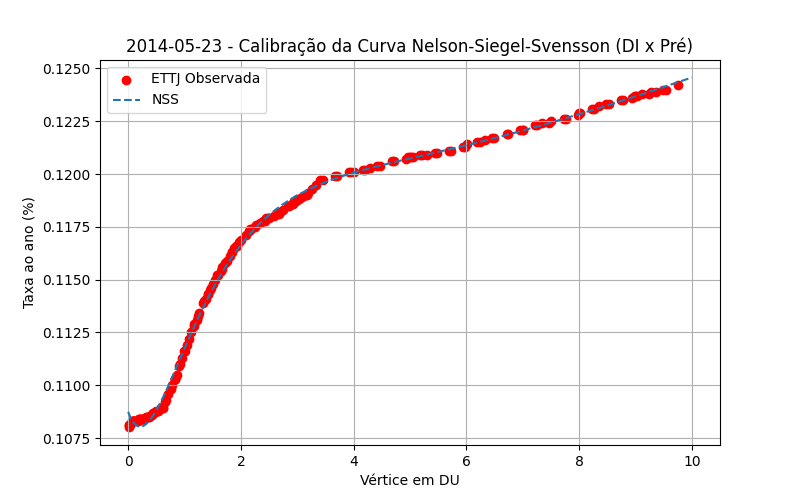 2014-05-23 - Calibração da Curva Nelson-Siegel-Svensson (DI x Pré)
ETTJ Observada
NSS
Taxa ao ano (%)
0.1250
0.1225
0.1200
0.1175
0.1150
0.1125
0.1100
0.1075
0 2 4 6 8 10
Vértice em DU